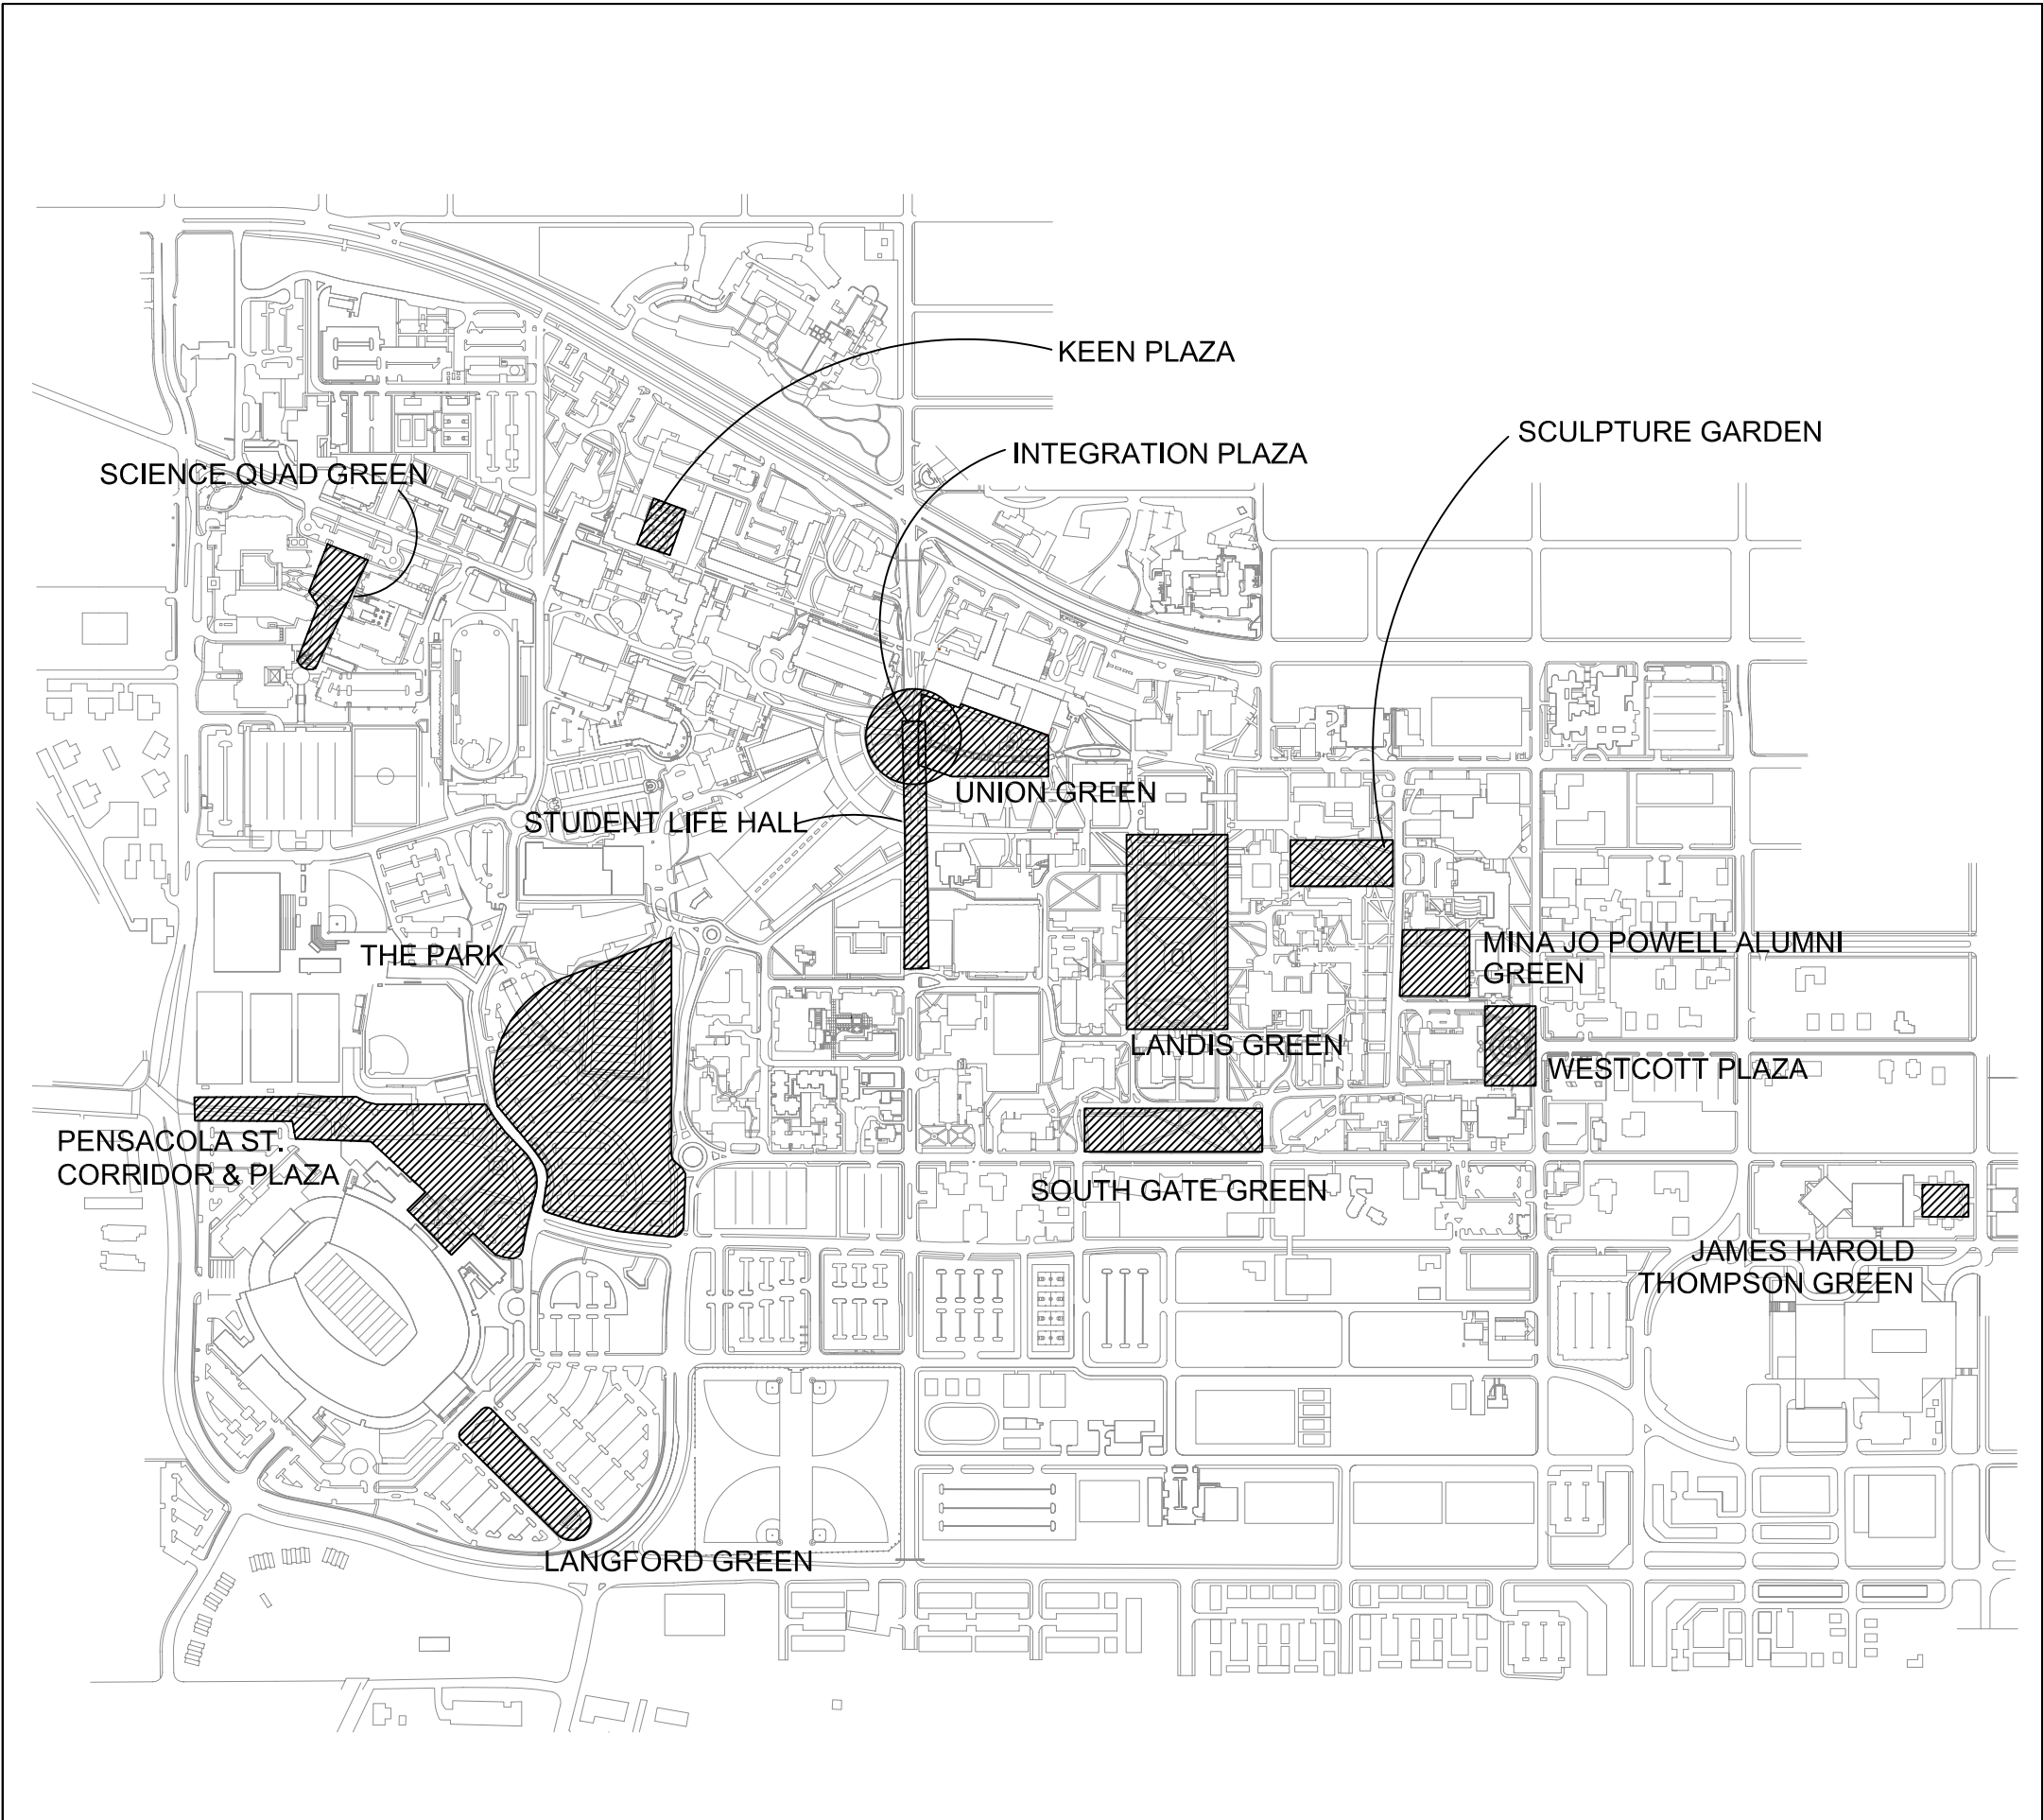 KEEN PLAZA
SCULPTURE GARDEN
INTEGRATION PLAZA
SCIENCE QUAD GREEN
UNION GREEN
STUDENT LIFE HALL
MINA JO POWELL ALUMNI
GREEN
THE PARK
LANDIS GREEN
WESTCOTT PLAZA
PENSACOLA ST.
CORRIDOR & PLAZA
SOUTH GATE GREEN
JAMES HAROLD
THOMPSON GREEN
LANGFORD GREEN